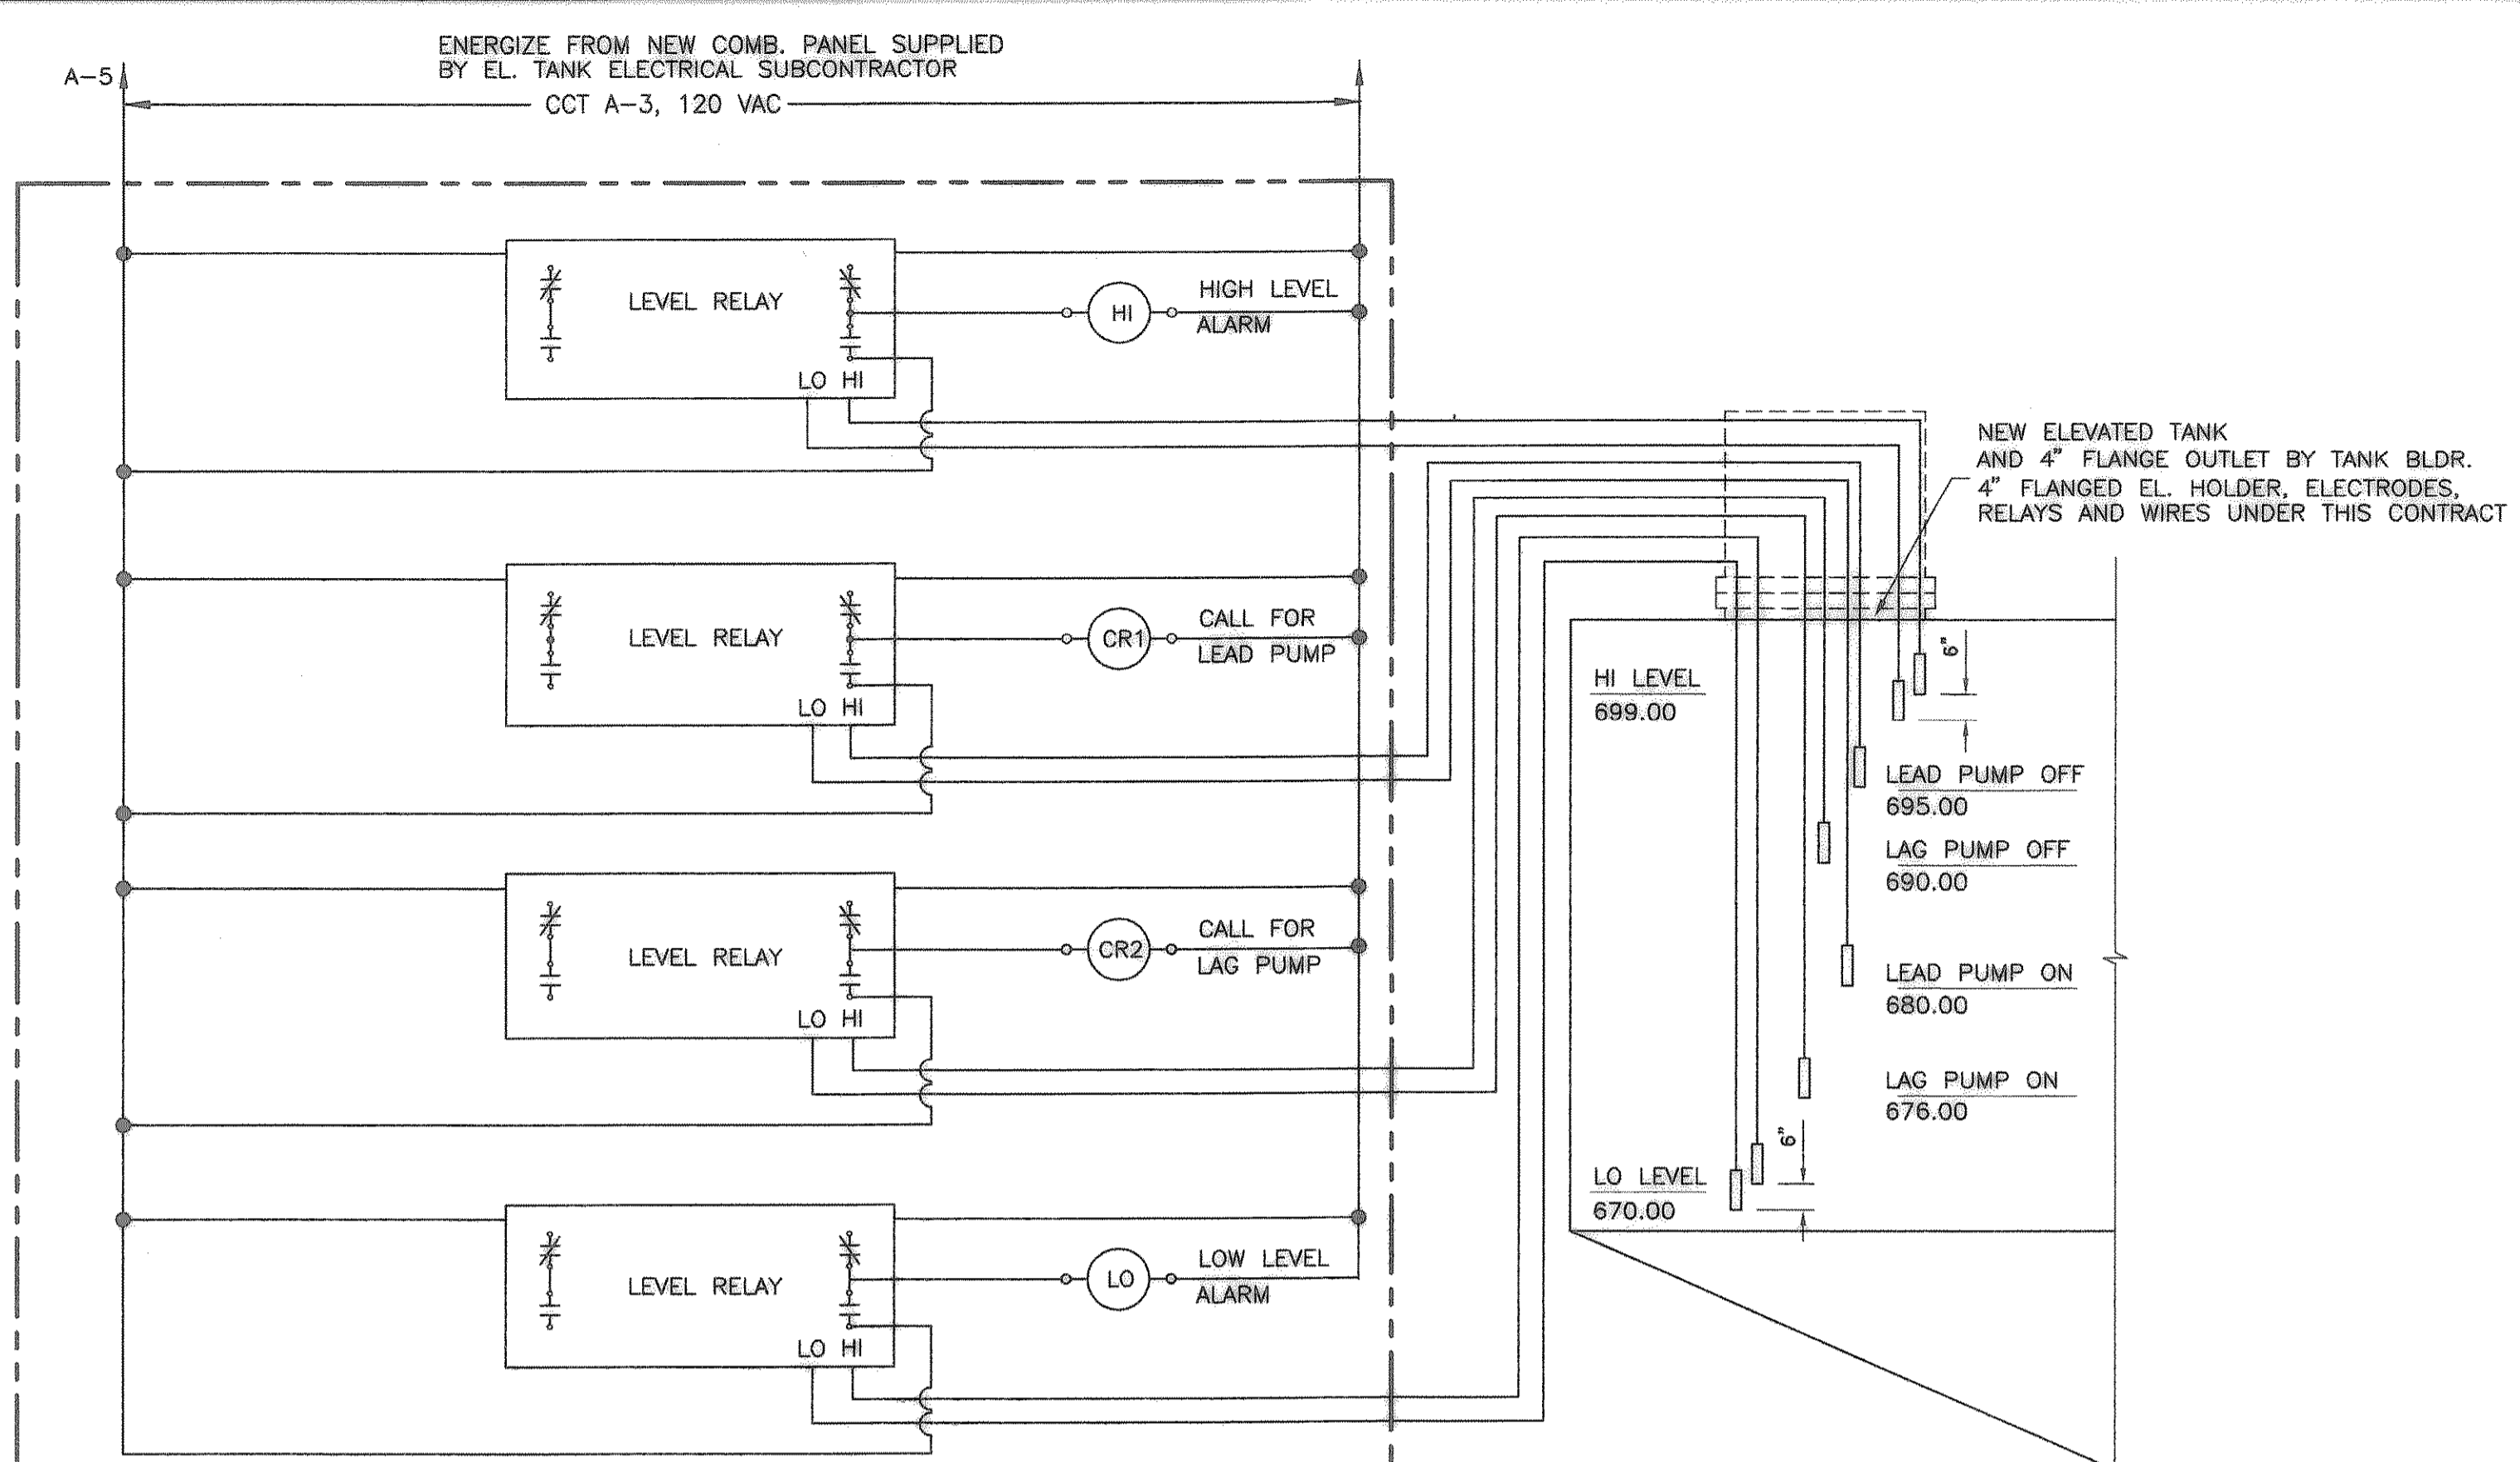 ENERGIZE FROM NEW COMB. PANEL SUPPLIED
BY EL. TANK ELECTRICAL SUBCONTRACTOR
A-5
CCT A-3, 120 VAC
LEVEL RELAY
LO HI
HI
HIGH LEVEL
ALARM
NEW ELEVATED TANK
AND 4" FLANGE OUTLET BY TANK BLDR.
4" FLANGED EL. HOLDER, ELECTRODES,
RELAYS AND WIRES UNDER THIS CONTRACT
LEVEL RELAY
LO HI
CR1
CALL FOR
LEAD PUMP
HI LEVEL
699.00
6"
LEAD PUMP OFF
695.00
LAG PUMP OFF
690.00
LEVEL RELAY
LO HI
CR2
CALL FOR
LAG PUMP
LEAD PUMP ON
680.00
LAG PUMP ON
676.00
6"
LO LEVEL
670.00
LEVEL RELAY
LO HI
LO
LOW LEVEL
ALARM